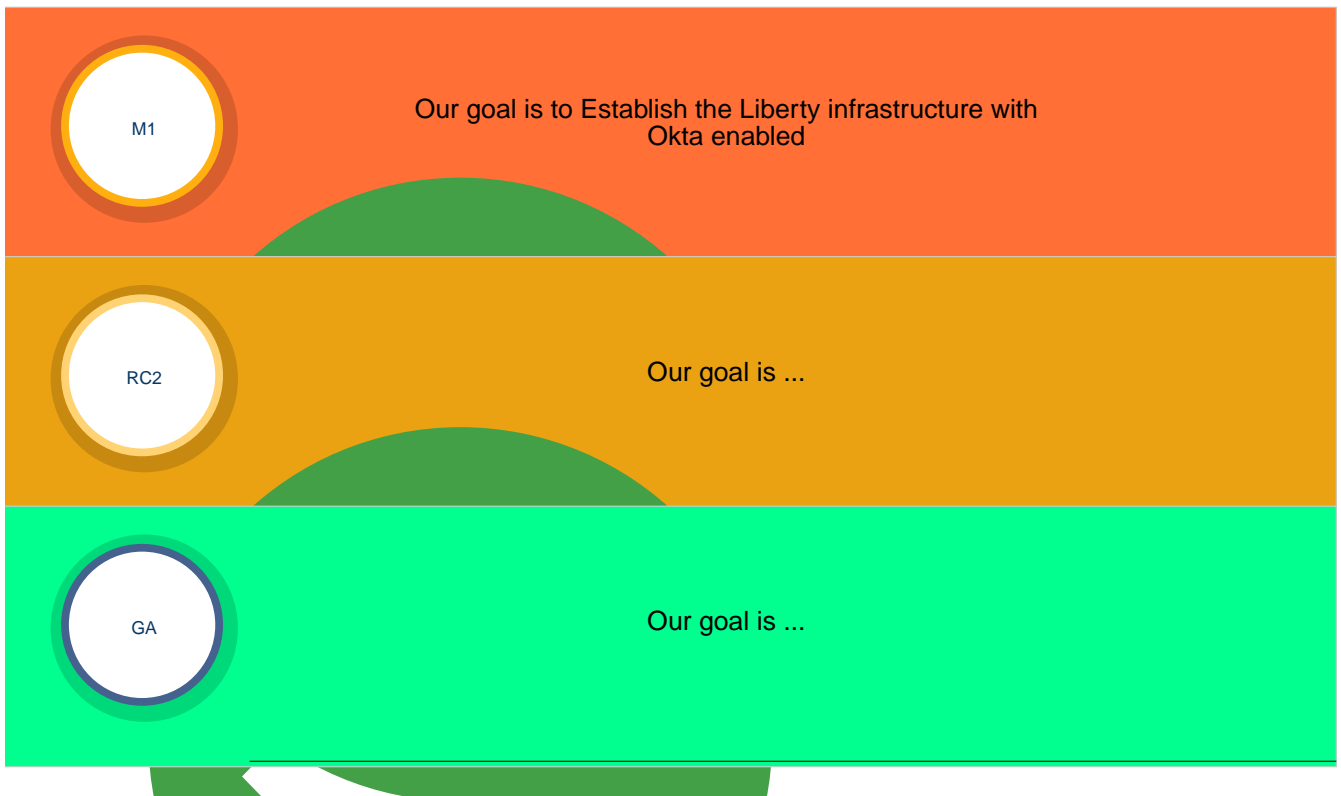 M1
Our goal is to Establish the Liberty infrastructure with
Okta enabled
RC2
Our goal is ...
GA
Our goal is ...